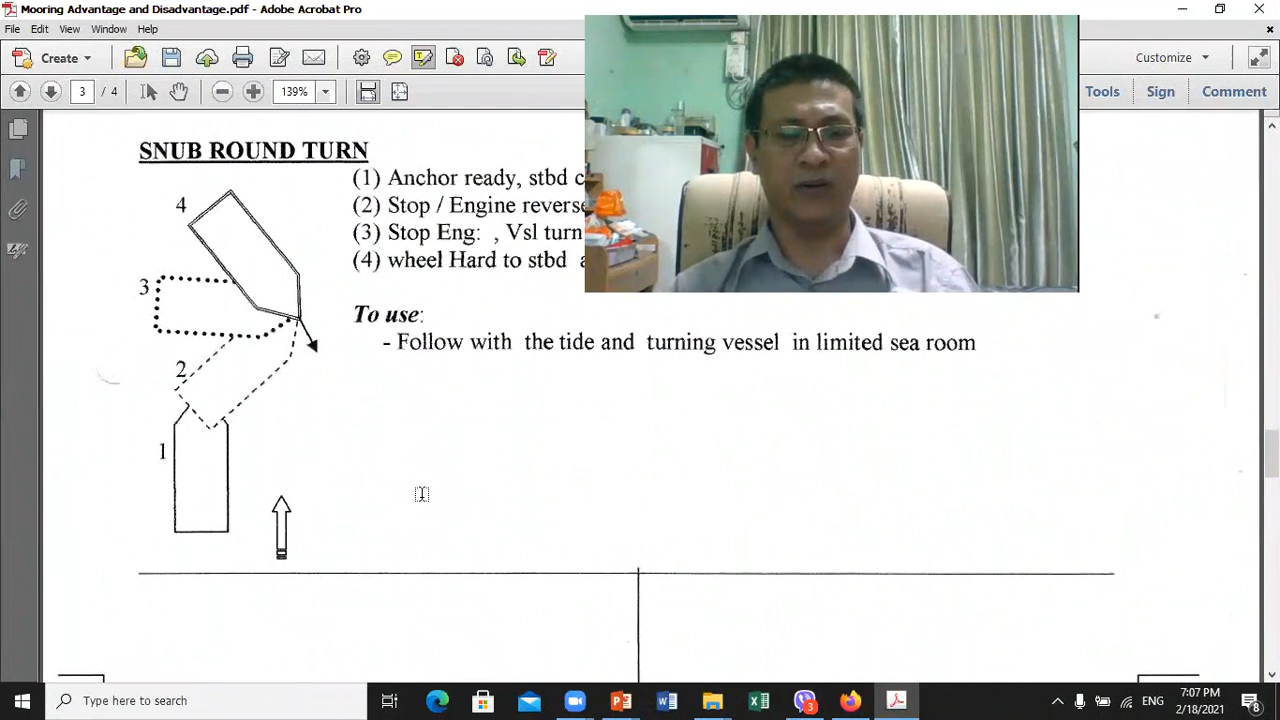 Mooring Advantage and Disadvantage.pdf - Adobe Acrobat Pro
File Edit View Window Help
Create
Customize
3 / 4
139%
Tools Sign Comment
SNUB ROUND TURN
(1) Anchor ready, stbd c
(2) Stop / Engine reverse
(3) Stop Eng: , Vsl turn
(4) wheel Hard to stbd a
4
3
2
1
To use:
- Follow with the tide and turning vessel in limited sea room
Type here to search
3
ENG
7:07 PM
2/18/2021
8